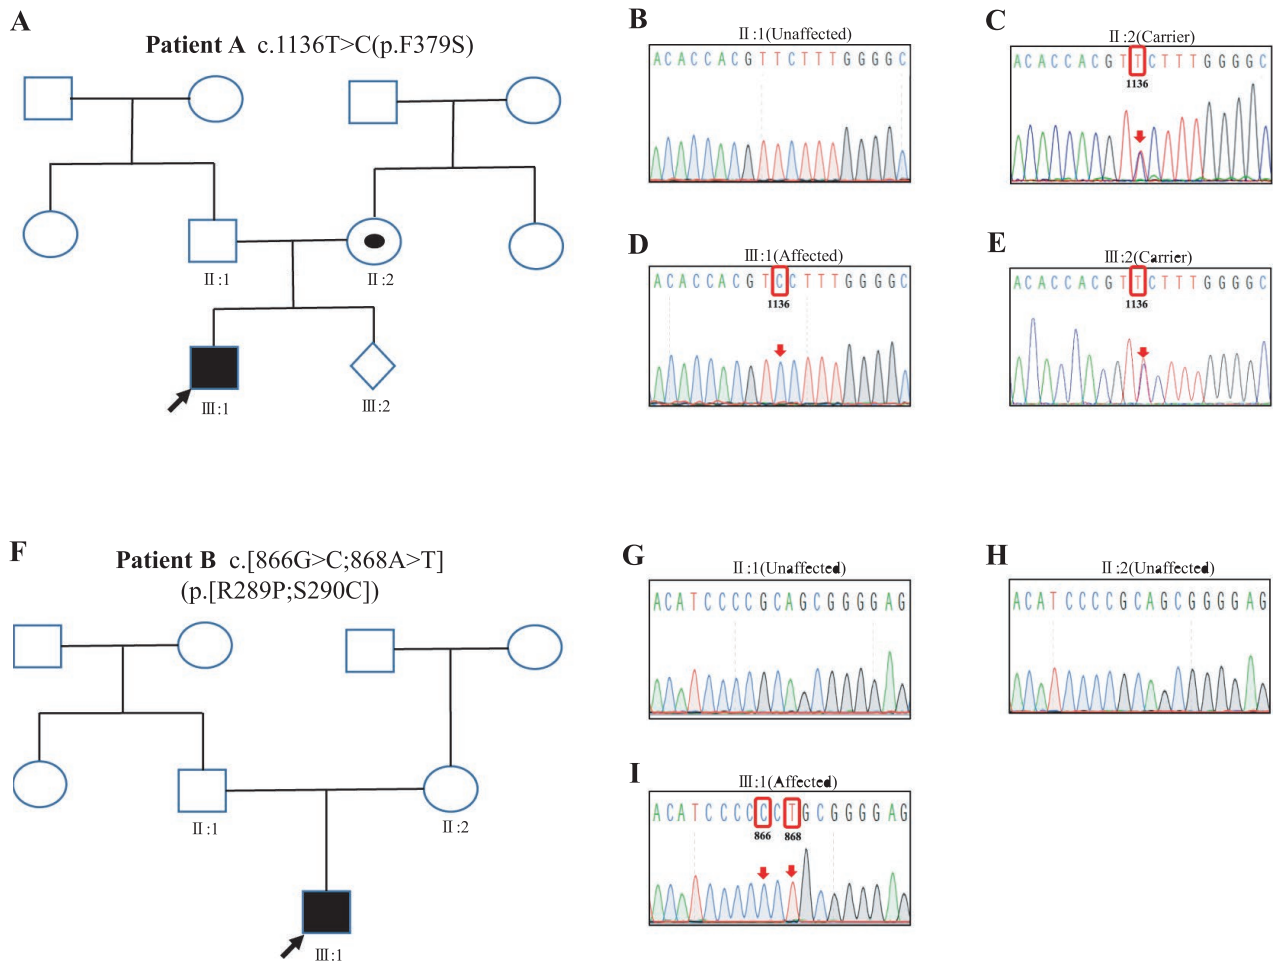 A
Patient A c.1136T>C(p.F379S)
II:1
II:2
III:1
III:2
B
II:1(Unaffected)
ACACCACGTTCTTTGGGGC
C
II:2(Carrier)
ACACCACGTTCTTTGGGGC
1136
D
III:1(Affected)
ACACCACGTCCTTTGGGGC
1136
E
III:2(Carrier)
ACACCACGTTCTTTGGGGC
1136
F
Patient B c.[866G>C;868A>T]
(p.[R289P;S290C])
II:1
II:2
III:1
G
II:1(Unaffected)
ACATCCCCGCAGCGGGGAG
H
II:2(Unaffected)
ACATCCCCGCAGCGGGGAG
I
III:1(Affected)
ACATCCCCCCTGCGGGGAG
866 868